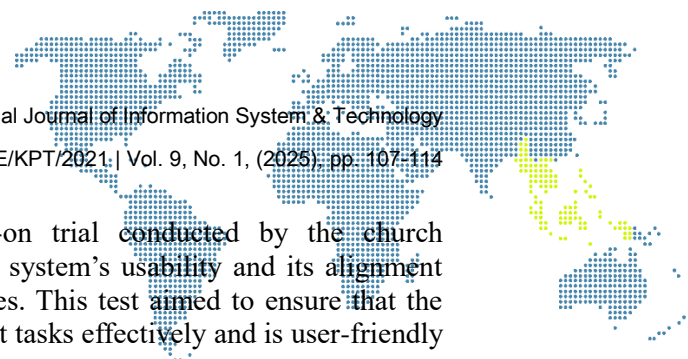 al Journal of Information System & Technology
E/KPT/2021 | Vol. 9, No. 1, (2025), pp. 107-114
-on trial conducted by the church
system's usability and its alignment
es. This test aimed to ensure that the
t tasks effectively and is user-friendly